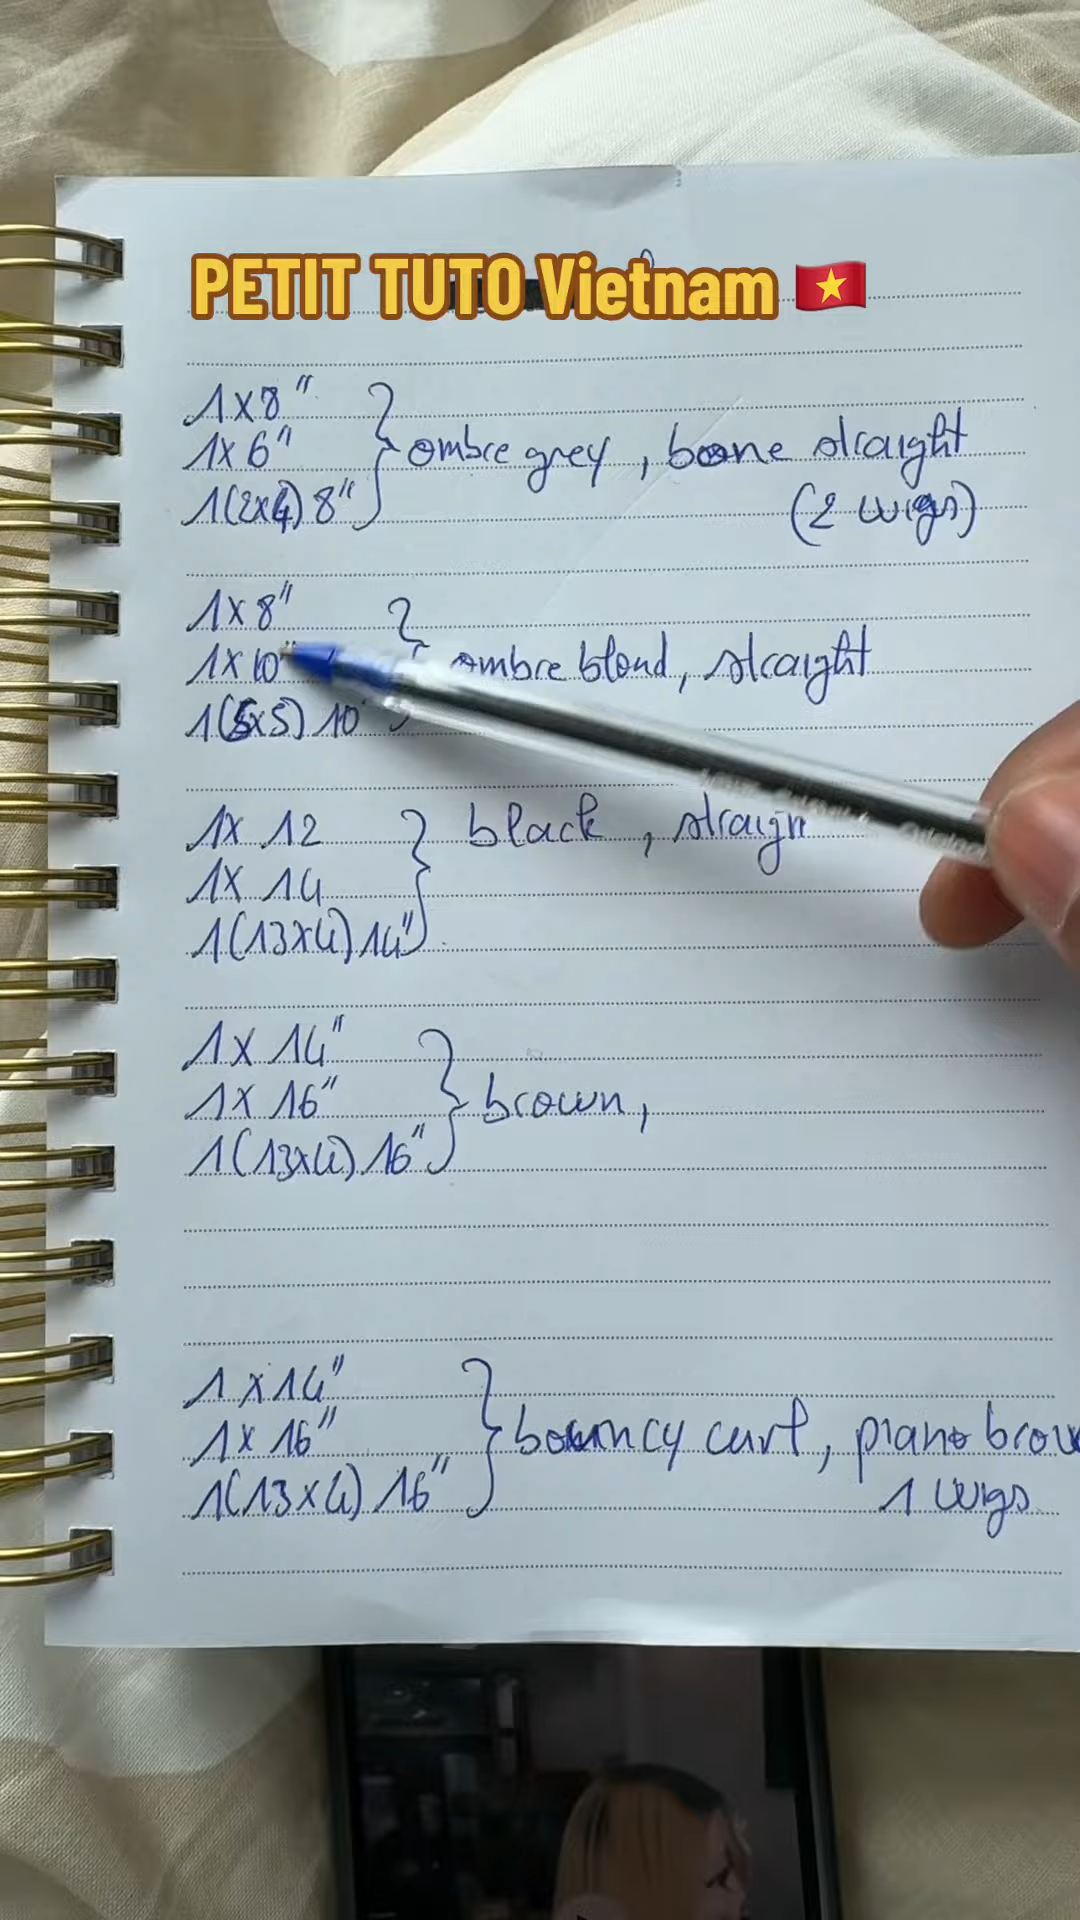 PETIT TUTO Vietnam 🇻🇳
1x8"
1x6"
1(2x4) 8"
ombre grey, bone straight
(2 wigs)
1x8"
1x10"
1(5x5) 10
ombre blond, straight
1x 12
1x 14
1(13x4) 14"
black, straigh
1x 14"
1x 16"
1(13x4) 16"
brown,
1x14"
1x 16"
1(13x4) 16"
bouncy curl, piano brow
1 wigs